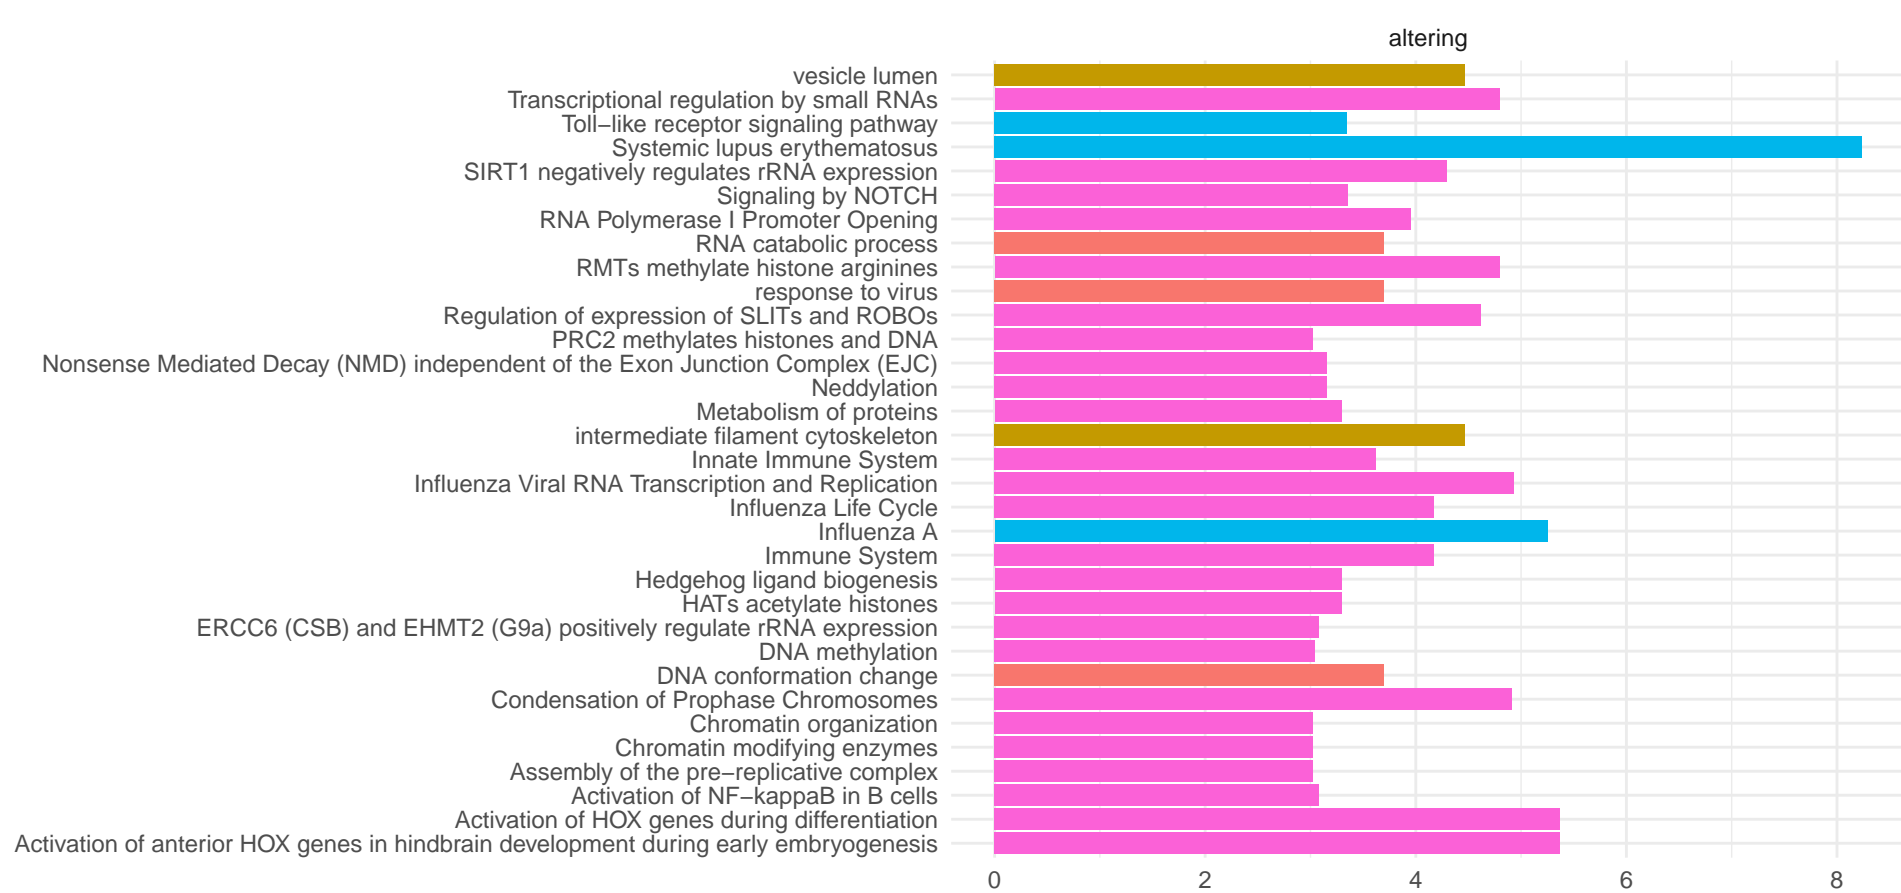 altering
vesicle lumen
Transcriptional regulation by small RNAs
Toll−like receptor signaling pathway
Systemic lupus erythematosus
SIRT1 negatively regulates rRNA expression
Signaling by NOTCH
RNA Polymerase I Promoter Opening
RNA catabolic process
RMTs methylate histone arginines
response to virus
Regulation of expression of SLITs and ROBOs
PRC2 methylates histones and DNA
Nonsense Mediated Decay (NMD) independent of the Exon Junction Complex (EJC)
Neddylation
Metabolism of proteins
intermediate filament cytoskeleton
Innate Immune System
Influenza Viral RNA Transcription and Replication
Influenza Life Cycle
Influenza A
Immune System
Hedgehog ligand biogenesis
HATs acetylate histones
ERCC6 (CSB) and EHMT2 (G9a) positively regulate rRNA expression
DNA methylation
DNA conformation change
Condensation of Prophase Chromosomes
Chromatin organization
Chromatin modifying enzymes
Assembly of the pre−replicative complex
Activation of NF−kappaB in B cells
Activation of HOX genes during differentiation
Activation of anterior HOX genes in hindbrain development during early embryogenesis
0 2 4 6 8